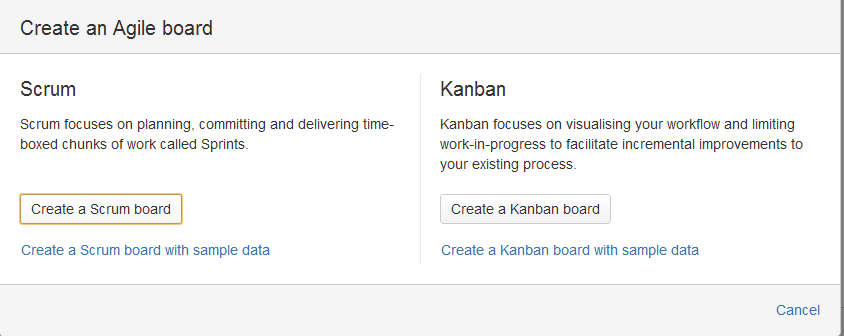 Create an Agile board
Scrum
Scrum focuses on planning, committing and delivering time-
boxed chunks of work called Sprints.
Create a Scrum board
Create a Scrum board with sample data
Kanban
Kanban focuses on visualising your workflow and limiting
work-in-progress to facilitate incremental improvements to
your existing process.
Create a Kanban board
Create a Kanban board with sample data
Cancel